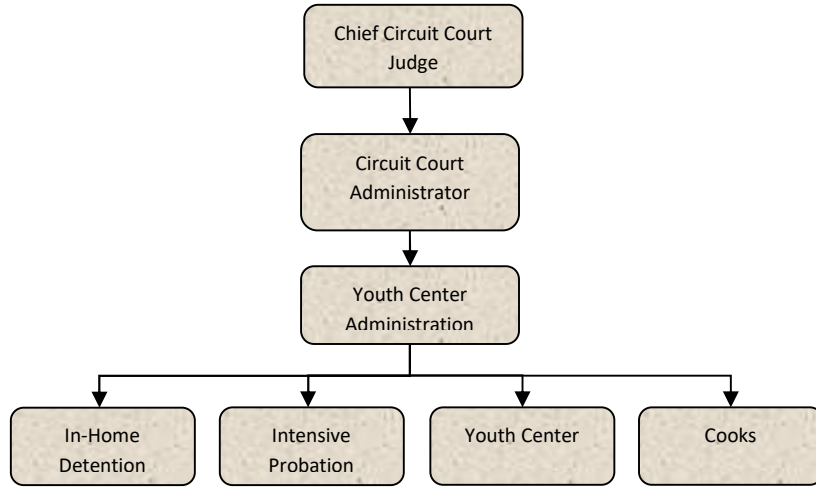 Chief Circuit Court
Judge
Circuit Court
Administrator
Youth Center
Administration
In-Home
Detention
Intensive
Probation
Youth Center
Cooks